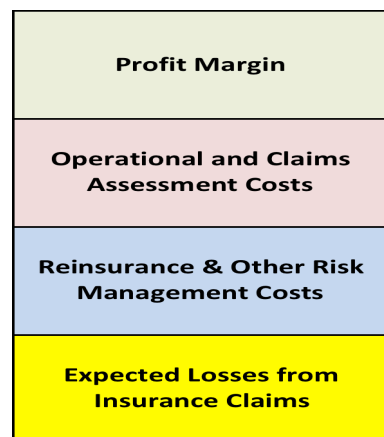 Profit Margin
Operational and Claims
Assessment Costs
Reinsurance & Other Risk
Management Costs
Expected Losses from
Insurance Claims